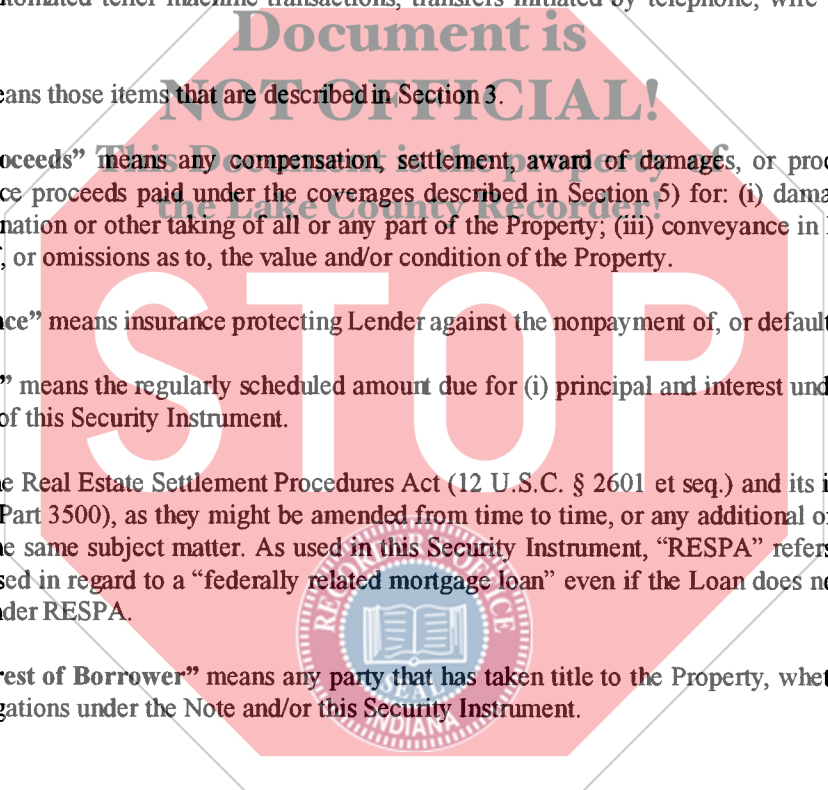 tomated teller machine transactions, transfers initiated by telephone, wire
Document is
NOT OFFICIAL!
eans those items that are described in Section 3.
This Document is the property of
oceeds” means any compensation, settlement, award of damages, or proc
ce proceeds paid under the coverages described in Section 5) for: (i) dama
the Lake County Recorder!
nation or other taking of all or any part of the Property; (iii) conveyance in
, or omissions as to, the value and/or condition of the Property.
STOP
nce” means insurance protecting Lender against the nonpayment of, or default
” means the regularly scheduled amount due for (i) principal and interest und
of this Security Instrument.
e Real Estate Settlement Procedures Act (12 U.S.C. § 2601 et seq.) and its i
Part 3500), as they might be amended from time to time, or any additional o
e same subject matter. As used in this Security Instrument, “RESPA” refers
sed in regard to a “federally related mortgage loan” even if the Loan does no
der RESPA.
RECORDER'S OFFICE
SEAL
INDIANA
rest of Borrower” means any party that has taken title to the Property, whet
gations under the Note and/or this Security Instrument.